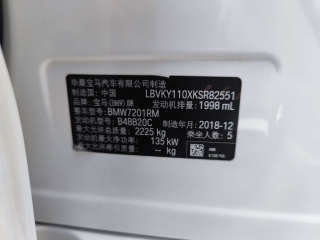 华晨宝马汽车有限公司制造
制造国：中国 LBVKY110XKSR82551
品牌：宝马(BMW)牌 发动机排量：1998 mL
整车型号：BMW7201RM
发动机型号：B48B20C 制造年月：2018-12
最大允许总质量：2225 kg 乘坐人数：5
发动机最大净功率：135 kW